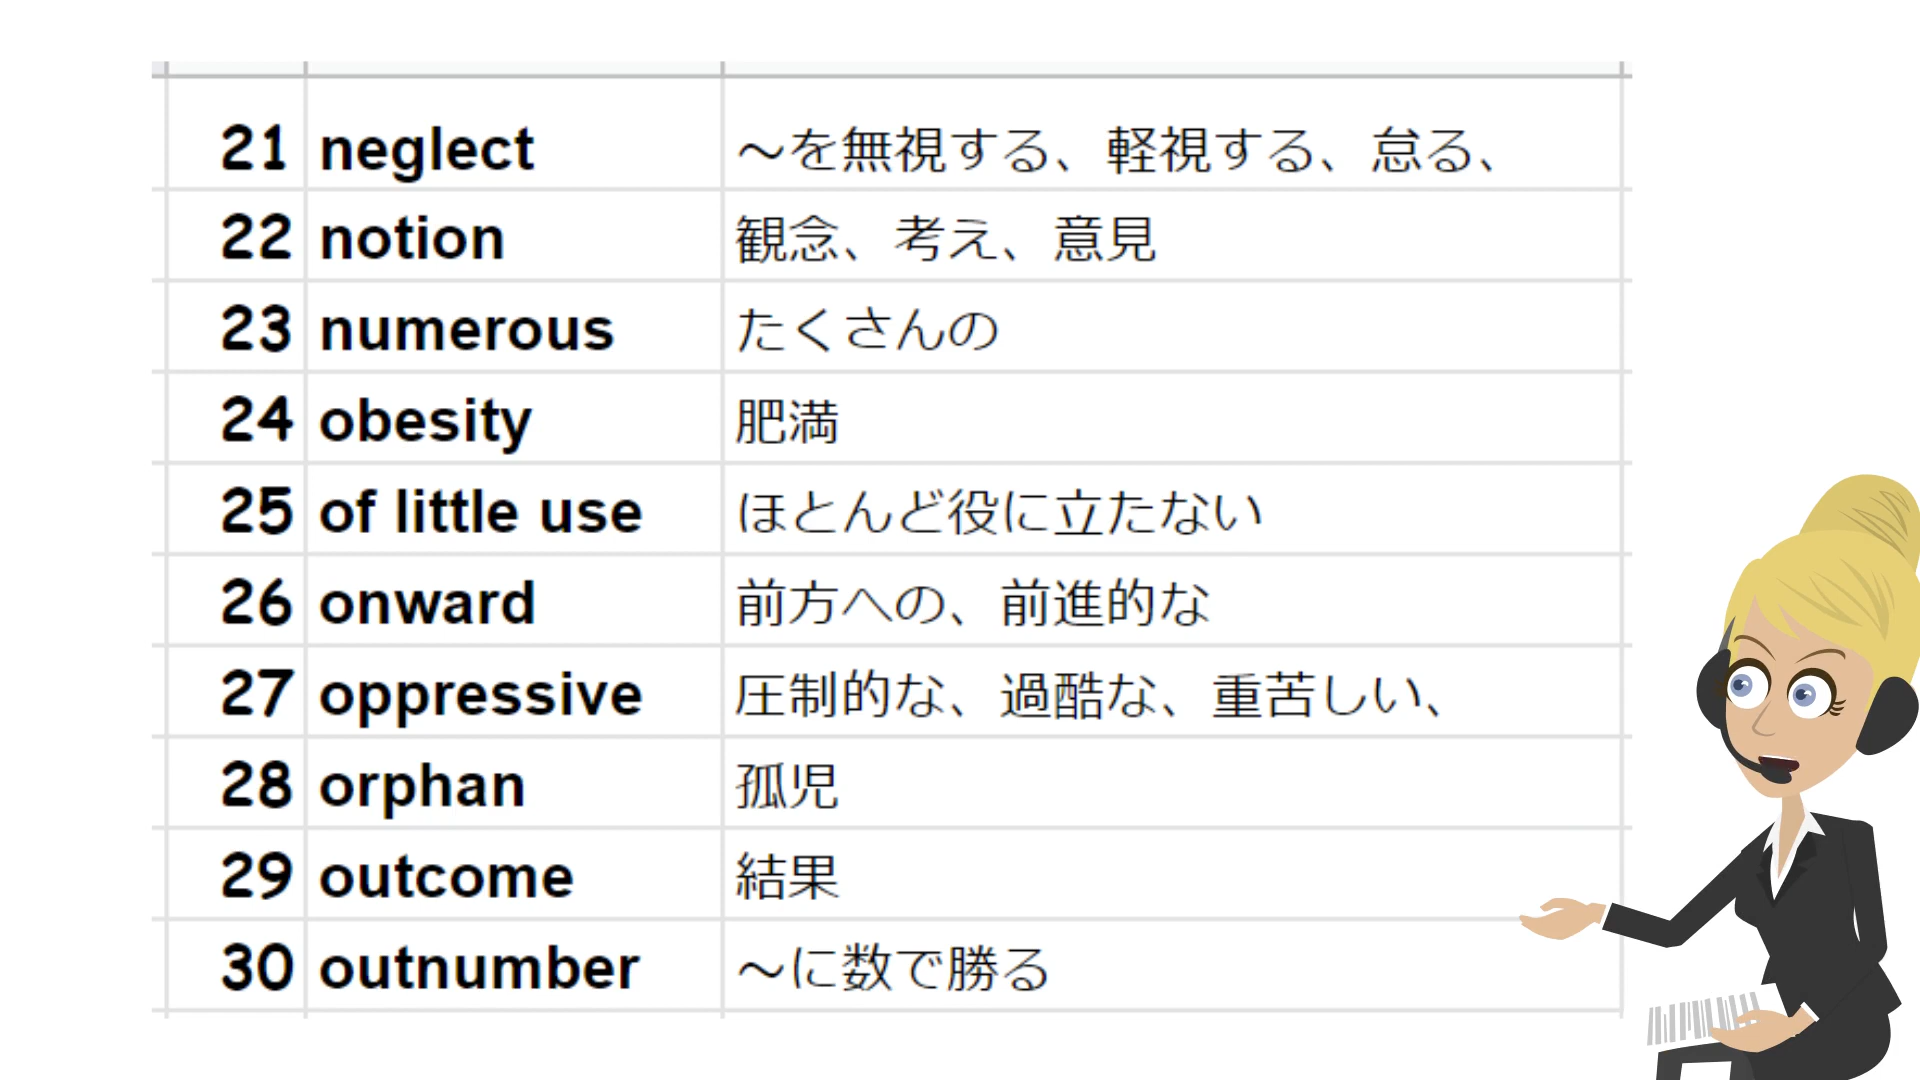 21 neglect ～を無視する、軽視する、怠る、
22 notion 観念、考え、意見
23 numerous たくさんの
24 obesity 肥満
25 of little use ほとんど役に立たない
26 onward 前方への、前進的な
27 oppressive 圧制的な、過酷な、重苦しい、
28 orphan 孤児
29 outcome 結果
30 outnumber ～に数で勝る